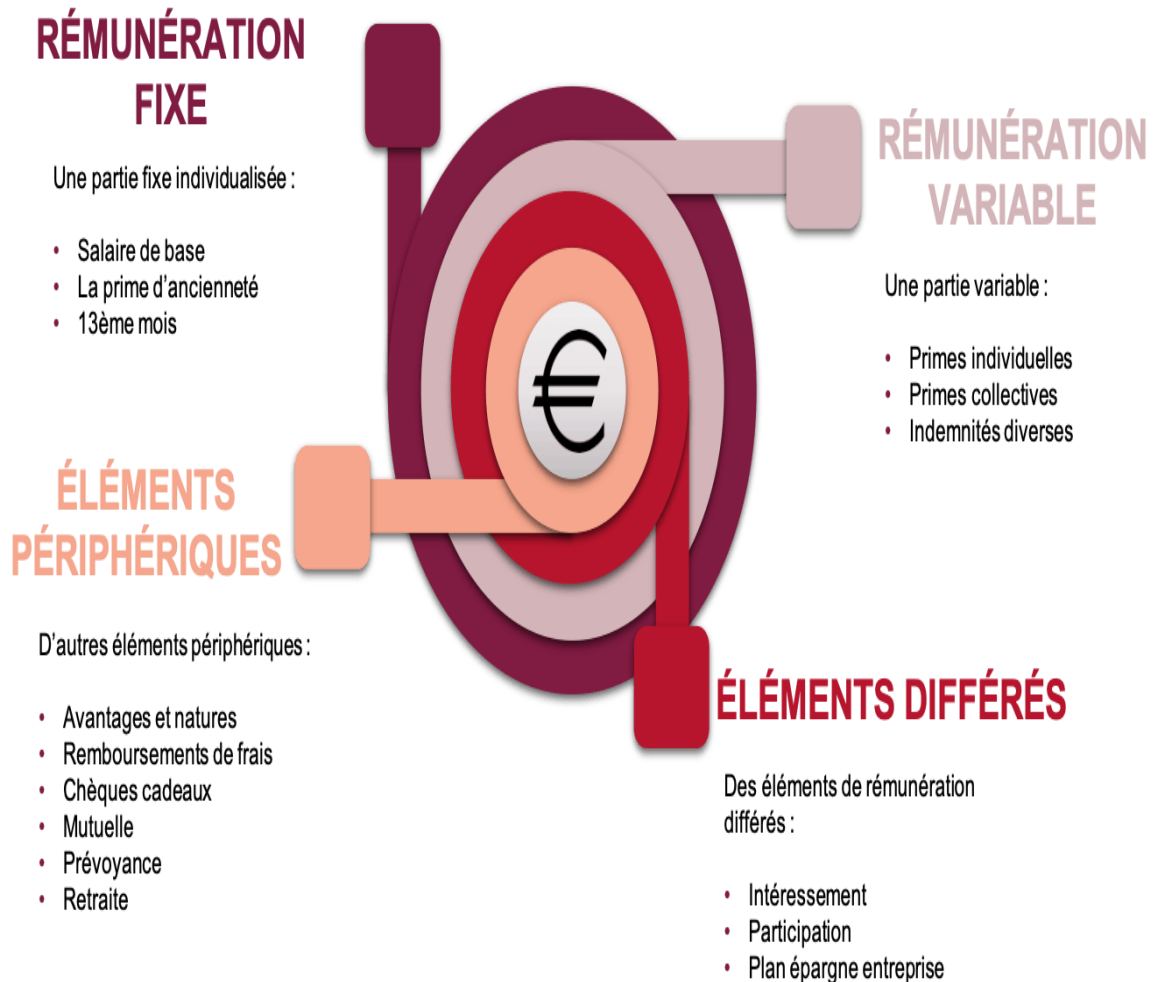 RÉMUNÉRATION
FIXE
Une partie fixe individualisée :
• Salaire de base
• La prime d'ancienneté
• 13ème mois
RÉMUNÉRATION
VARIABLE
Une partie variable :
• Primes individuelles
• Primes collectives
• Indemnités diverses
€
ÉLÉMENTS
PÉRIPHÉRIQUES
D'autres éléments périphériques :
• Avantages et natures
• Remboursements de frais
• Chèques cadeaux
• Mutuelle
• Prévoyance
• Retraite
ÉLÉMENTS DIFFÉRÉS
Des éléments de rémunération
différés :
• Intéressement
• Participation
• Plan épargne entreprise